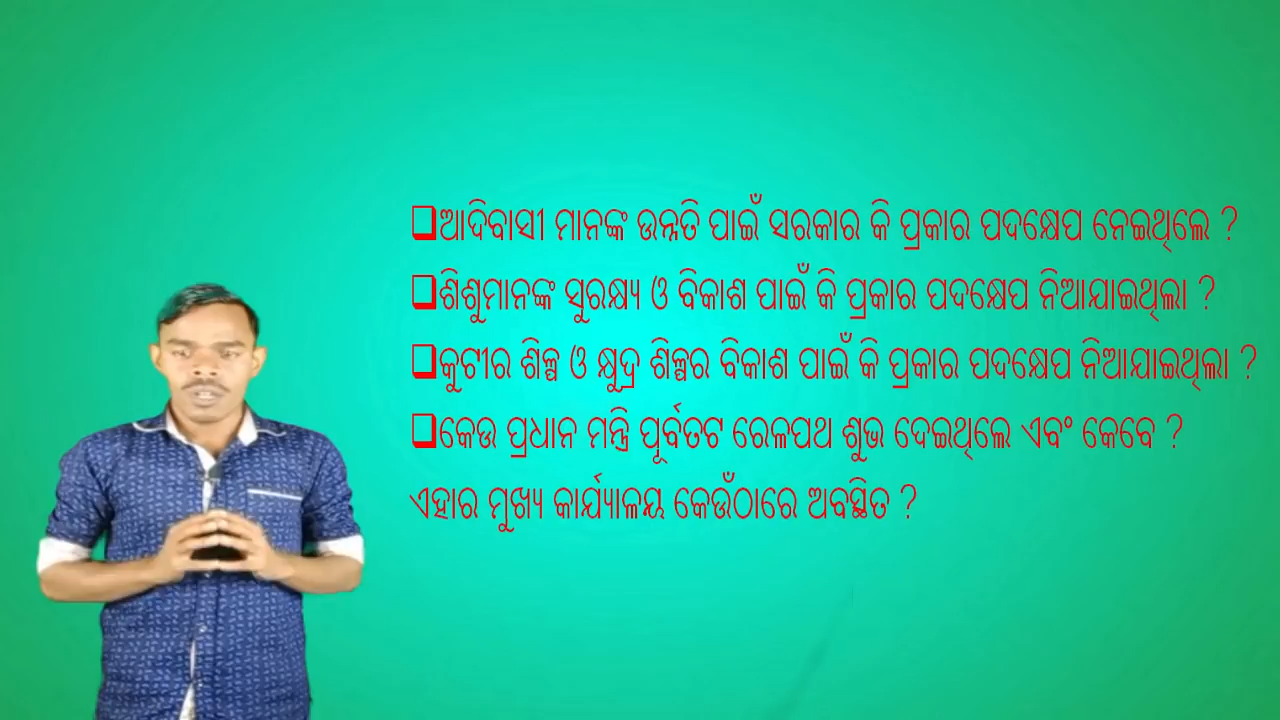 ❑ଆଦିବାସୀ ମାନଙ୍କ ଉନ୍ନତି ପାଇଁ ସରକାର କି ପ୍ରକାର ପଦକ୍ଷେପ ନେଇଥିଲେ ?
❑ଶିଶୁମାନଙ୍କ ସୁରକ୍ଷ୍ୟ ଓ ବିକାଶ ପାଇଁ କି ପ୍ରକାର ପଦକ୍ଷେପ ନିଆଯାଇଥିଲା ?
❑କୁଟୀର ଶିଳ୍ପ ଓ କ୍ଷୁଦ୍ର ଶିଳ୍ପର ବିକାଶ ପାଇଁ କି ପ୍ରକାର ପଦକ୍ଷେପ ନିଆଯାଇଥିଲା ?
❑କେଉ ପ୍ରଧାନ ମନ୍ତ୍ରି ପୂର୍ବତଟ ରେଳପଥ ଶୁଭ ଦେଇଥିଲେ ଏବଂ କେବେ ?
ଏହାର ମୁଖ୍ୟ କାର୍ଯ୍ୟାଳୟ କେଉଁଠାରେ ଅବସ୍ଥିତ ?